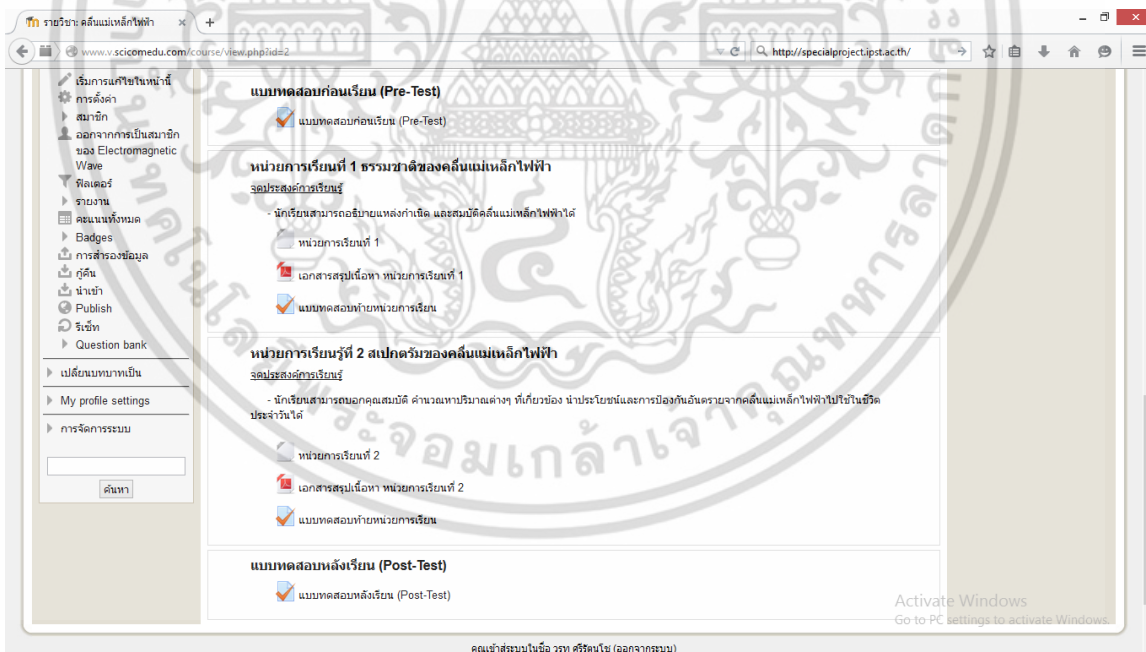 รายวิชา: คลื่นแม่เหล็กไฟฟ้า
www.v.scicomedu.com/course/view.php?id=2
http://specialproject.ipst.ac.th/
เริ่มการแก้ไขในหน้านี้
การตั้งค่า
สมาชิก
ออกจากการเป็นสมาชิก
ของ Electromagnetic
Wave
ฟิลเตอร์
รายงาน
คะแนนทั้งหมด
Badges
การสำรองข้อมูล
กู้คืน
นำเข้า
Publish
รีเซ็ท
Question bank
เปลี่ยนบทบาทเป็น
My profile settings
การจัดการระบบ
ค้นหา
แบบทดสอบก่อนเรียน (Pre-Test)
แบบทดสอบก่อนเรียน (Pre-Test)
หน่วยการเรียนที่ 1 ธรรมชาติของคลื่นแม่เหล็กไฟฟ้า
จุดประสงค์การเรียนรู้
- นักเรียนสามารถอธิบายแหล่งกำเนิด และสมบัติคลื่นแม่เหล็กไฟฟ้าได้
หน่วยการเรียนที่ 1
เอกสารสรุปเนื้อหา หน่วยการเรียนที่ 1
แบบทดสอบท้ายหน่วยการเรียน
หน่วยการเรียนรู้ที่ 2 สเปกตรัมของคลื่นแม่เหล็กไฟฟ้า
จุดประสงค์การเรียนรู้
- นักเรียนสามารถบอกคุณสมบัติ คำนวณหาปริมาณต่างๆ ที่เกี่ยวข้อง นำประโยชน์และการป้องกันอันตรายจากคลื่นแม่เหล็กไฟฟ้าไปใช้ในชีวิต
ประจำวันได้
หน่วยการเรียนที่ 2
เอกสารสรุปเนื้อหา หน่วยการเรียนที่ 2
แบบทดสอบท้ายหน่วยการเรียน
แบบทดสอบหลังเรียน (Post-Test)
แบบทดสอบหลังเรียน (Post-Test)
Activate Windows
Go to PC settings to activate Windows.
คุณเข้าสู่ระบบในชื่อ วรท ศรีรัตนโช (ออกจากระบบ)